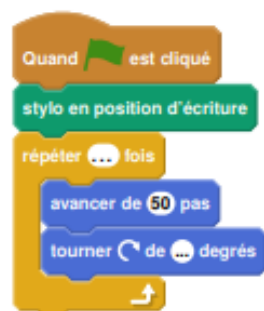 Quand est cliqué
stylo en position d'écriture
répéter ... fois
avancer de 50 pas
tourner de ... degrés